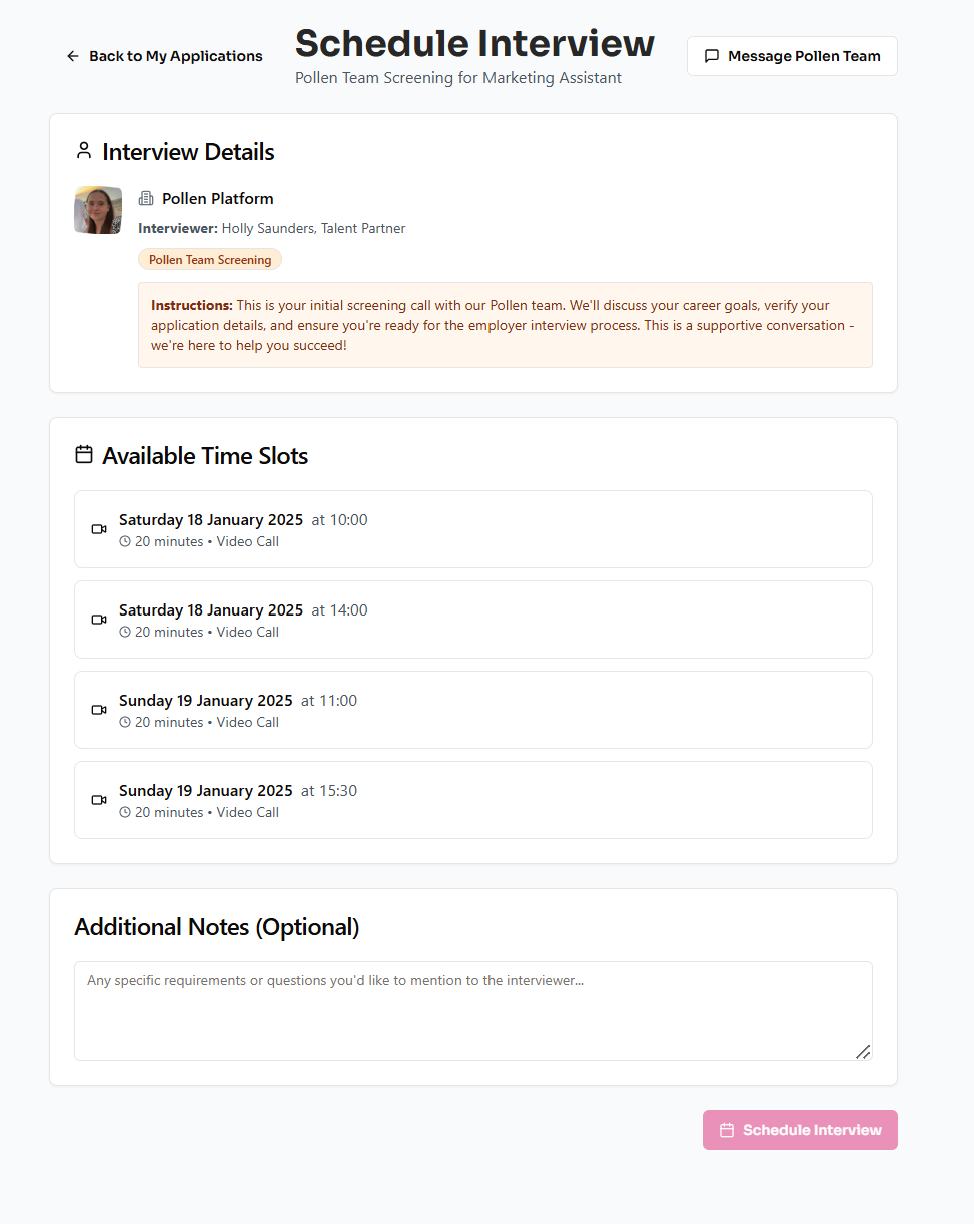 Back to My Applications
Schedule Interview
Pollen Team Screening for Marketing Assistant
Message Pollen Team
Interview Details
Pollen Platform
Interviewer: Holly Saunders, Talent Partner
Pollen Team Screening
Instructions: This is your initial screening call with our Pollen team. We'll discuss your career goals, verify your
application details, and ensure you're ready for the employer interview process. This is a supportive conversation -
we're here to help you succeed!
Available Time Slots
Saturday 18 January 2025 at 10:00
20 minutes • Video Call
Saturday 18 January 2025 at 14:00
20 minutes • Video Call
Sunday 19 January 2025 at 11:00
20 minutes • Video Call
Sunday 19 January 2025 at 15:30
20 minutes • Video Call
Additional Notes (Optional)
Any specific requirements or questions you'd like to mention to the interviewer...
Schedule Interview